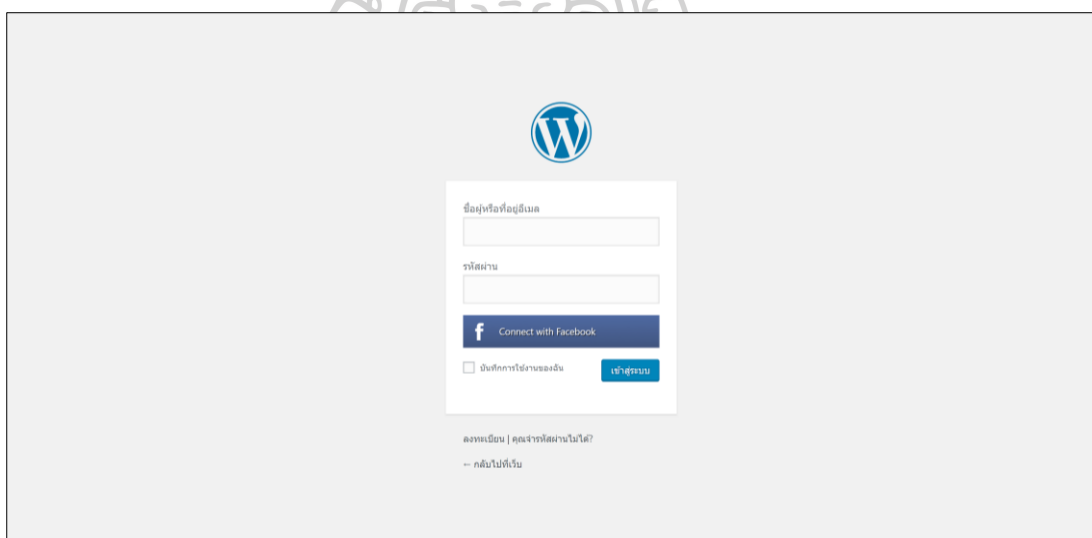 ชื่อผู้หรือที่อยู่อีเมล
รหัสผ่าน
f Connect with Facebook
บันทึกการใช้งานของฉัน
เข้าสู่ระบบ
ลงทะเบียน | คุณจำรหัสผ่านไม่ได้?
← กลับไปที่เว็บ